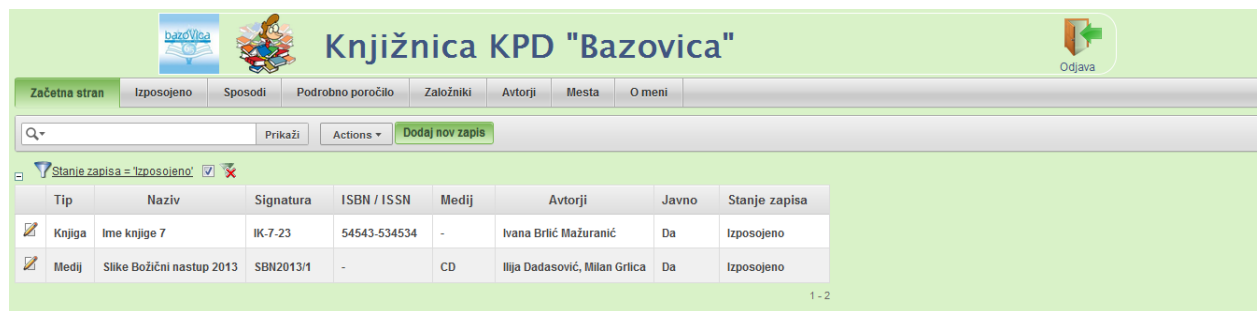 bazoVica
Knjižnica KPD "Bazovica"
Odjava
Začetna stran Izposojeno Sposodi Podrobno poročilo Založniki Avtorji Mesta O meni
Prikaži Actions Dodaj nov zapis
Stanje zapisa = 'Izposojeno'
Tip Naziv Signatura ISBN / ISSN Medij Avtorji Javno Stanje zapisa
Knjiga Ime knjige 7 IK-7-23 54543-534534 - Ivana Brlić Mažuranić Da Izposojeno
Medij Slike Božični nastup 2013 SBN2013/1 - CD Ilija Dadasović, Milan Grlica Da Izposojeno
1 - 2